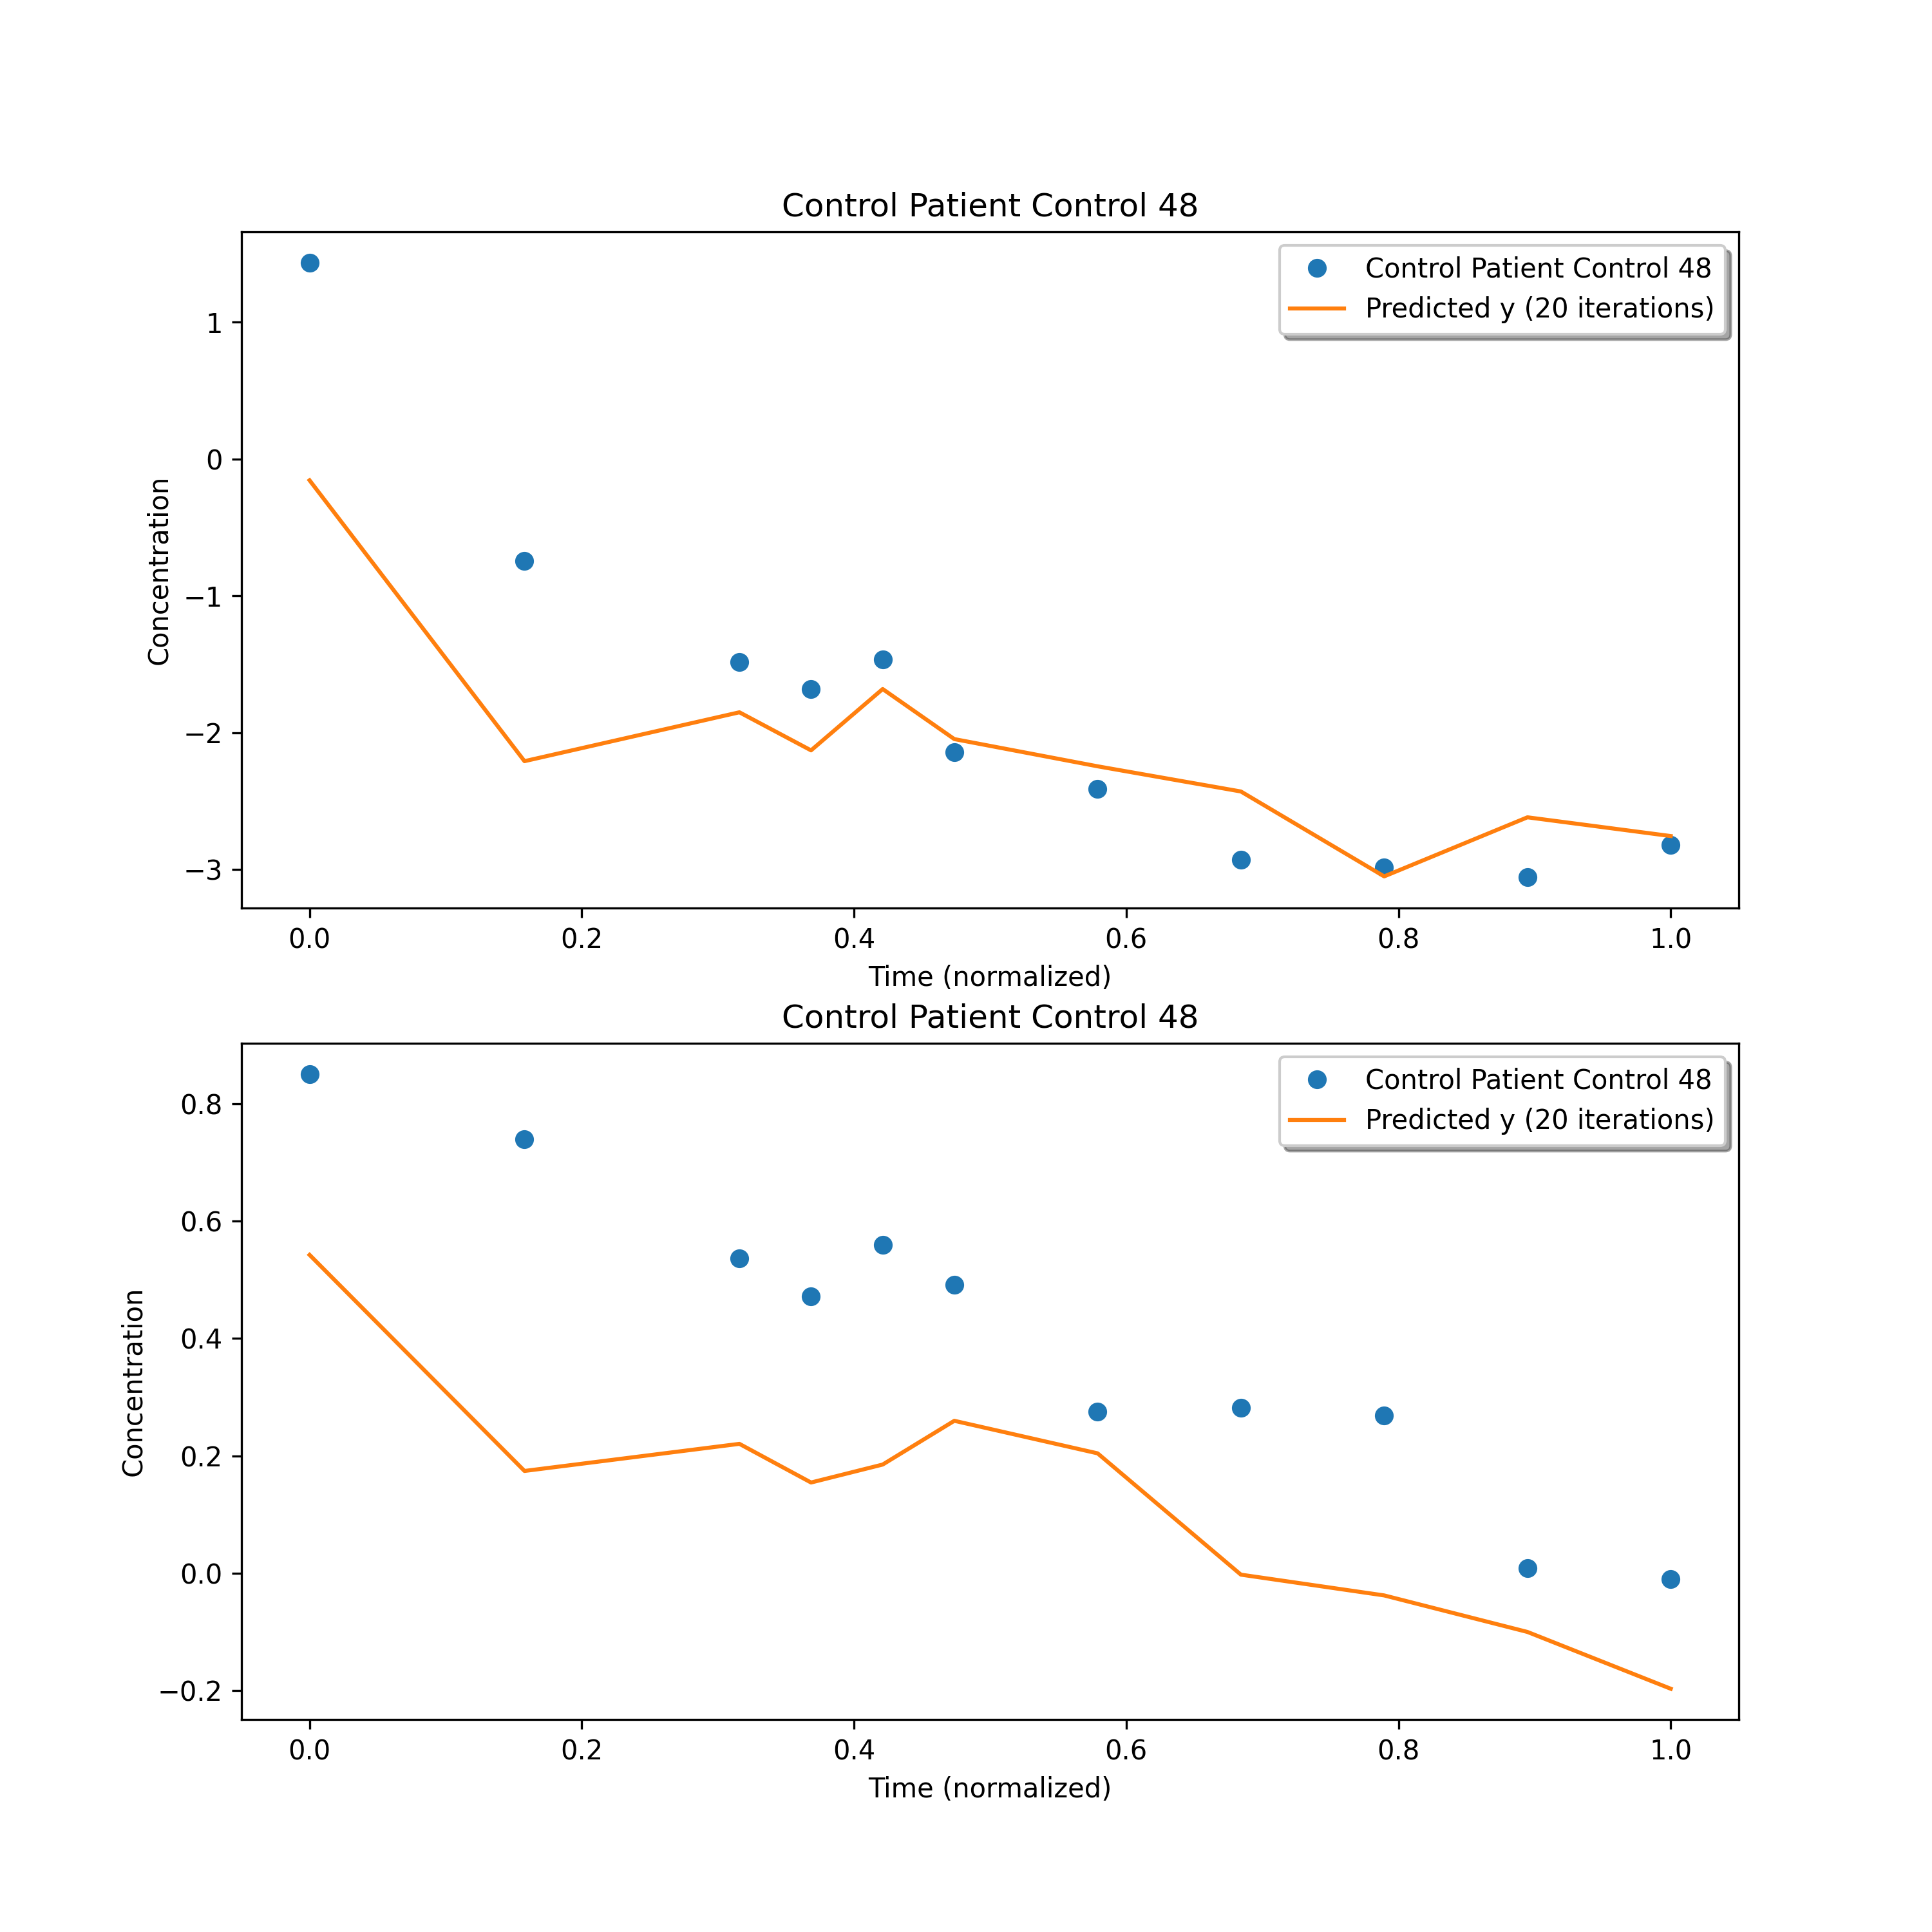 Control Patient Control 48
Control Patient Control 48
Predicted y (20 iterations)
1
0
−1
−2
−3
Concentration
0.0 0.2 0.4 0.6 0.8 1.0
Time (normalized)
Control Patient Control 48
Control Patient Control 48
Predicted y (20 iterations)
0.8
0.6
0.4
0.2
0.0
−0.2
Concentration
0.0 0.2 0.4 0.6 0.8 1.0
Time (normalized)